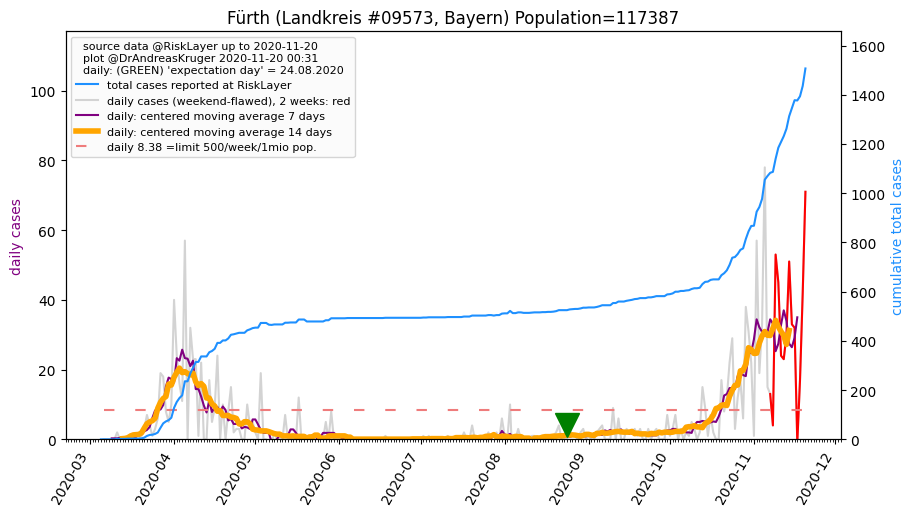 Fürth (Landkreis #09573, Bayern) Population=117387
source data @RiskLayer up to 2020-11-20
plot @DrAndreasKruger 2020-11-20 00:31
daily: (GREEN) 'expectation day' = 24.08.2020
total cases reported at RiskLayer
daily cases (weekend-flawed), 2 weeks: red
daily: centered moving average 7 days
daily: centered moving average 14 days
daily 8.38 =limit 500/week/1mio pop.
daily cases
100
80
60
40
20
0
cumulative total cases
1600
1400
1200
1000
800
600
400
200
0
2020-03
2020-04
2020-05
2020-06
2020-07
2020-08
2020-09
2020-10
2020-11
2020-12